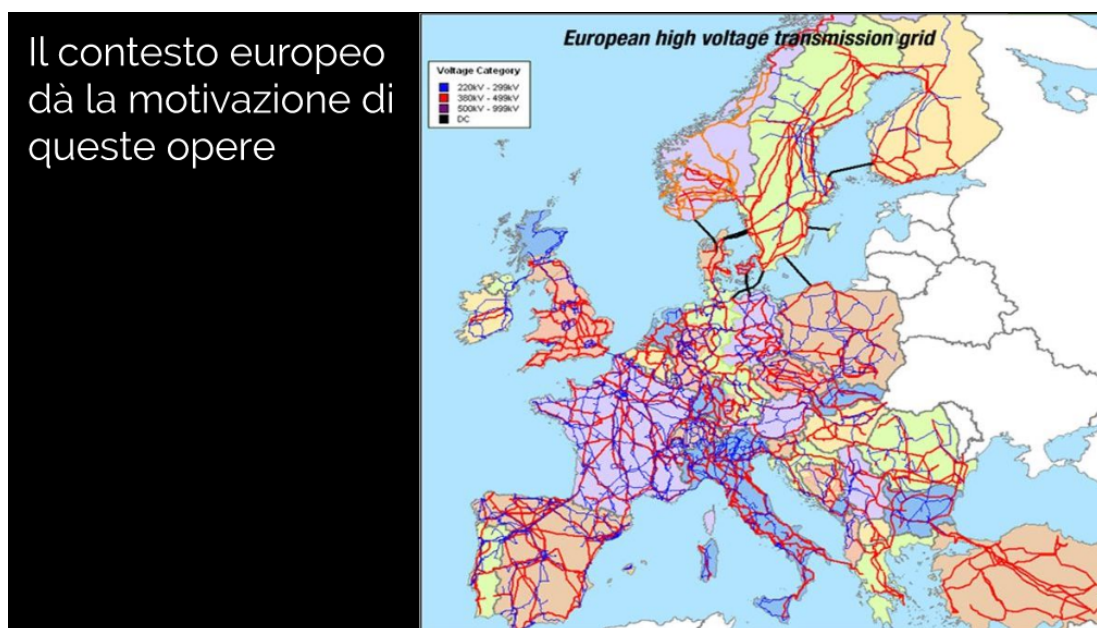 Il contesto europeo
dà la motivazione di
queste opere
European high voltage transmission grid
Voltage Category
220kV - 299kV
380kV - 499kV
500kV - 999kV
DC